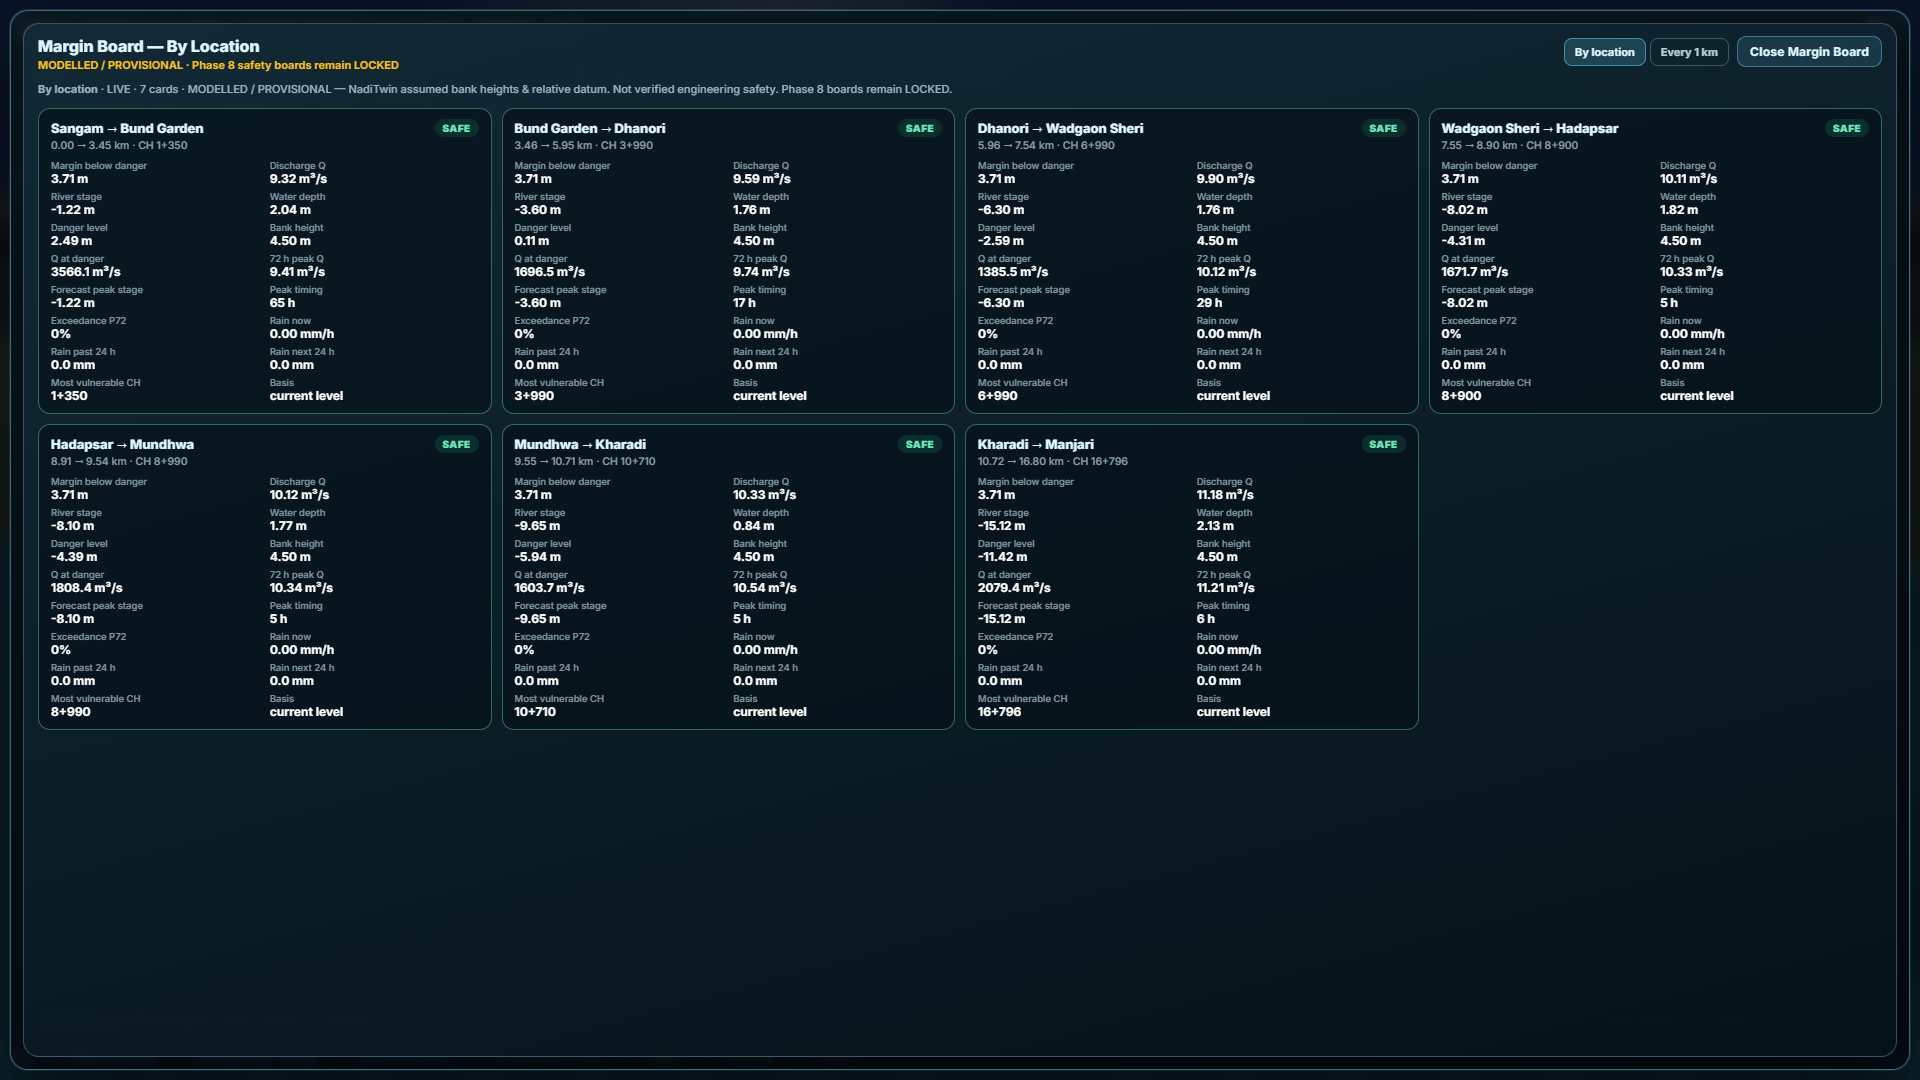 Margin Board — By Location
MODELLED / PROVISIONAL · Phase 8 safety boards remain LOCKED
By location
Every 1 km
Close Margin Board
By location · LIVE · 7 cards · MODELLED / PROVISIONAL — NadiTwin assumed bank heights & relative datum. Not verified engineering safety. Phase 8 boards remain LOCKED.
Sangam → Bund Garden
SAFE
0.00 → 3.45 km · CH 1+350
Margin below danger Discharge Q
3.71 m 9.32 m³/s
River stage Water depth
-1.22 m 2.04 m
Danger level Bank height
2.49 m 4.50 m
Q at danger 72 h peak Q
3566.1 m³/s 9.41 m³/s
Forecast peak stage Peak timing
-1.22 m 65 h
Exceedance P72 Rain now
0% 0.00 mm/h
Rain past 24 h Rain next 24 h
0.0 mm 0.0 mm
Most vulnerable CH Basis
1+350 current level
Bund Garden → Dhanori
SAFE
3.46 → 5.95 km · CH 3+990
Margin below danger Discharge Q
3.71 m 9.59 m³/s
River stage Water depth
-3.60 m 1.76 m
Danger level Bank height
0.11 m 4.50 m
Q at danger 72 h peak Q
1696.5 m³/s 9.74 m³/s
Forecast peak stage Peak timing
-3.60 m 17 h
Exceedance P72 Rain now
0% 0.00 mm/h
Rain past 24 h Rain next 24 h
0.0 mm 0.0 mm
Most vulnerable CH Basis
3+990 current level
Dhanori → Wadgaon Sheri
SAFE
5.96 → 7.54 km · CH 6+990
Margin below danger Discharge Q
3.71 m 9.90 m³/s
River stage Water depth
-6.30 m 1.76 m
Danger level Bank height
-2.59 m 4.50 m
Q at danger 72 h peak Q
1385.5 m³/s 10.12 m³/s
Forecast peak stage Peak timing
-6.30 m 29 h
Exceedance P72 Rain now
0% 0.00 mm/h
Rain past 24 h Rain next 24 h
0.0 mm 0.0 mm
Most vulnerable CH Basis
6+990 current level
Wadgaon Sheri → Hadapsar
SAFE
7.55 → 8.90 km · CH 8+900
Margin below danger Discharge Q
3.71 m 10.11 m³/s
River stage Water depth
-8.02 m 1.82 m
Danger level Bank height
-4.31 m 4.50 m
Q at danger 72 h peak Q
1671.7 m³/s 10.33 m³/s
Forecast peak stage Peak timing
-8.02 m 5 h
Exceedance P72 Rain now
0% 0.00 mm/h
Rain past 24 h Rain next 24 h
0.0 mm 0.0 mm
Most vulnerable CH Basis
8+900 current level
Hadapsar → Mundhwa
SAFE
8.91 → 9.54 km · CH 8+990
Margin below danger Discharge Q
3.71 m 10.12 m³/s
River stage Water depth
-8.10 m 1.77 m
Danger level Bank height
-4.39 m 4.50 m
Q at danger 72 h peak Q
1808.4 m³/s 10.34 m³/s
Forecast peak stage Peak timing
-8.10 m 5 h
Exceedance P72 Rain now
0% 0.00 mm/h
Rain past 24 h Rain next 24 h
0.0 mm 0.0 mm
Most vulnerable CH Basis
8+990 current level
Mundhwa → Kharadi
SAFE
9.55 → 10.71 km · CH 10+710
Margin below danger Discharge Q
3.71 m 10.33 m³/s
River stage Water depth
-9.65 m 0.84 m
Danger level Bank height
-5.94 m 4.50 m
Q at danger 72 h peak Q
1603.7 m³/s 10.54 m³/s
Forecast peak stage Peak timing
-9.65 m 5 h
Exceedance P72 Rain now
0% 0.00 mm/h
Rain past 24 h Rain next 24 h
0.0 mm 0.0 mm
Most vulnerable CH Basis
10+710 current level
Kharadi → Manjari
SAFE
10.72 → 16.80 km · CH 16+796
Margin below danger Discharge Q
3.71 m 11.18 m³/s
River stage Water depth
-15.12 m 2.13 m
Danger level Bank height
-11.42 m 4.50 m
Q at danger 72 h peak Q
2079.4 m³/s 11.21 m³/s
Forecast peak stage Peak timing
-15.12 m 6 h
Exceedance P72 Rain now
0% 0.00 mm/h
Rain past 24 h Rain next 24 h
0.0 mm 0.0 mm
Most vulnerable CH Basis
16+796 current level